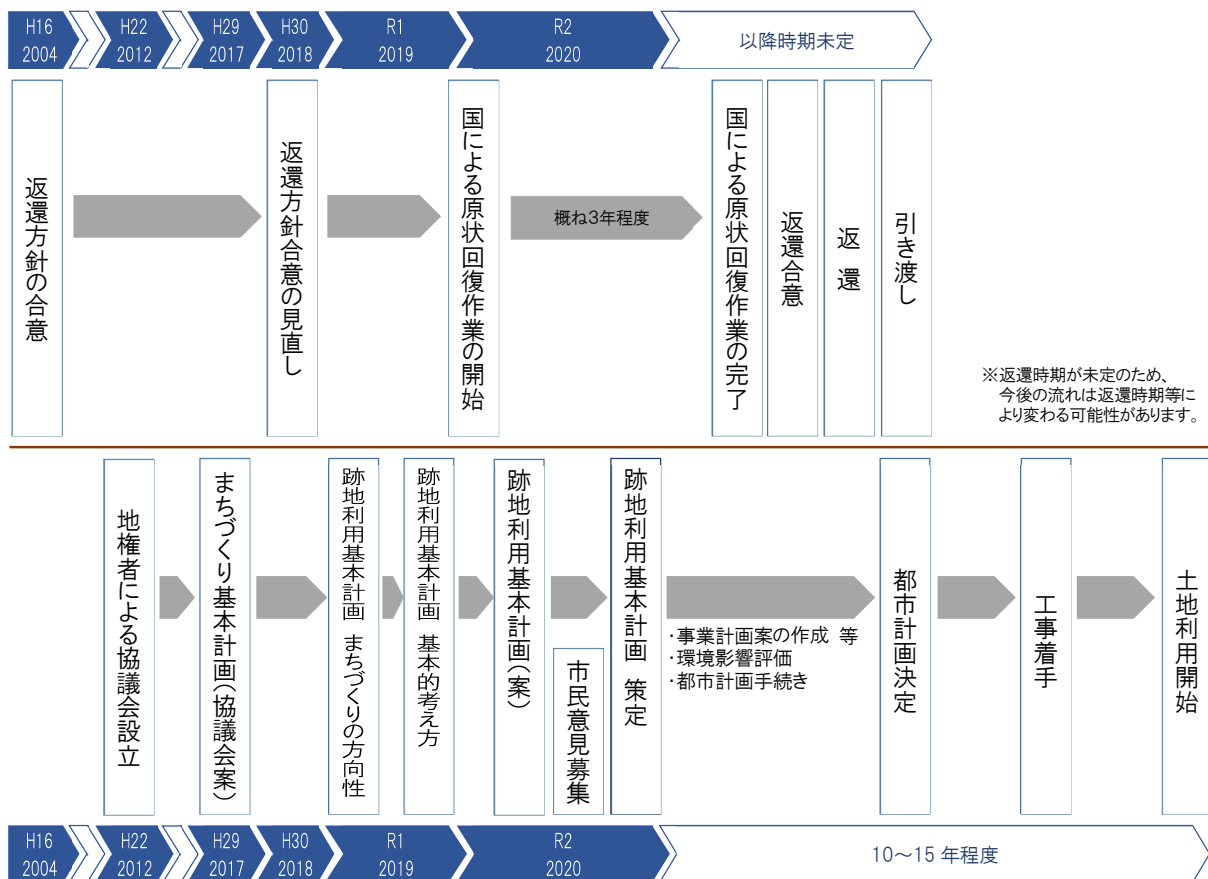 H16
2004
H22
2012
H29
2017
H30
2018
R1
2019
R2
2020
以降時期未定
返還方針の合意
返還方針合意の見直し
国による原状回復作業の開始
概ね3年程度
国による原状回復作業の完了
返還合意
返 還
引き渡し
※返還時期が未定のため、
今後の流れは返還時期等に
より変わる可能性があります。
地権者による協議会設立
まちづくり基本計画(協議会案)
跡地利用基本計画 まちづくりの方向性
跡地利用基本計画 基本的考え方
跡地利用基本計画(案)
市民意見募集
跡地利用基本計画 策定
・事業計画案の作成 等
・環境影響評価
・都市計画手続き
都市計画決定
工事着手
土地利用開始
H16
2004
H22
2012
H29
2017
H30
2018
R1
2019
R2
2020
10～15 年程度